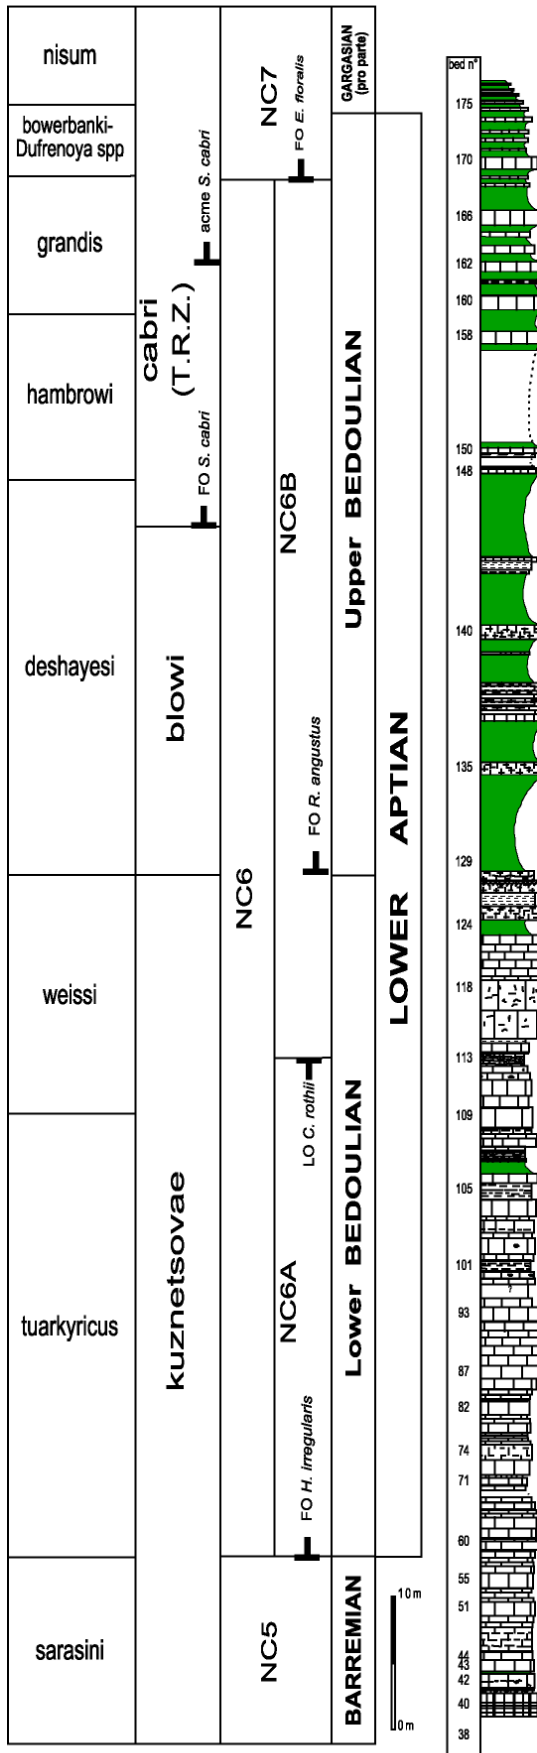 nisum
bowerbanki-
Dufrenoya spp
grandis
hambrowi
deshayesi
weissi
tuarkyricus
sarasini
cabri
(T.R.Z.)
blowi
kuznetsovae
acme S. cabri
FO S. cabri
NC7
NC6
NC5
NC6B
NC6A
FO E. floralis
FO R. angustus
LO C. rothii
FO H. irregularis
GARGASIAN
(pro parte)
Upper BEDOULIAN
Lower BEDOULIAN
BARREMIAN
LOWER APTIAN
10 m
0 m
bed n°
175
170
166
162
160
158
150
148
140
135
129
124
118
113
109
105
101
?
93
87
82
74
71
60
55
51
44
43
42
40
38